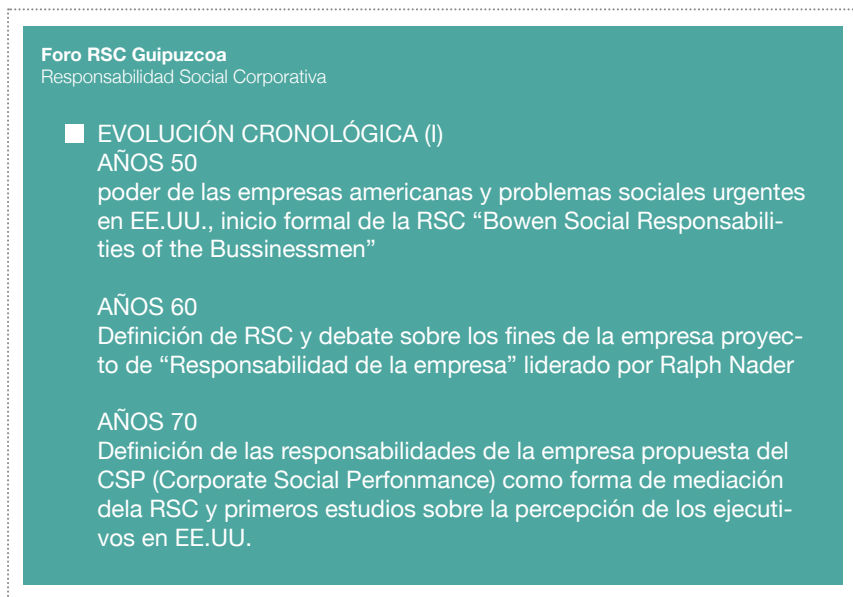 Foro RSC Guipuzcoa
Responsabilidad Social Corporativa
EVOLUCIÓN CRONOLÓGICA (I)
AÑOS 50
poder de las empresas americanas y problemas sociales urgentes
en EE.UU., inicio formal de la RSC “Bowen Social Responsabili-
ties of the Bussinessmen”
AÑOS 60
Definición de RSC y debate sobre los fines de la empresa proyec-
to de “Responsabilidad de la empresa” liderado por Ralph Nader
AÑOS 70
Definición de las responsabilidades de la empresa propuesta del
CSP (Corporate Social Perfonmance) como forma de mediación
dela RSC y primeros estudios sobre la percepción de los ejecuti-
vos en EE.UU.